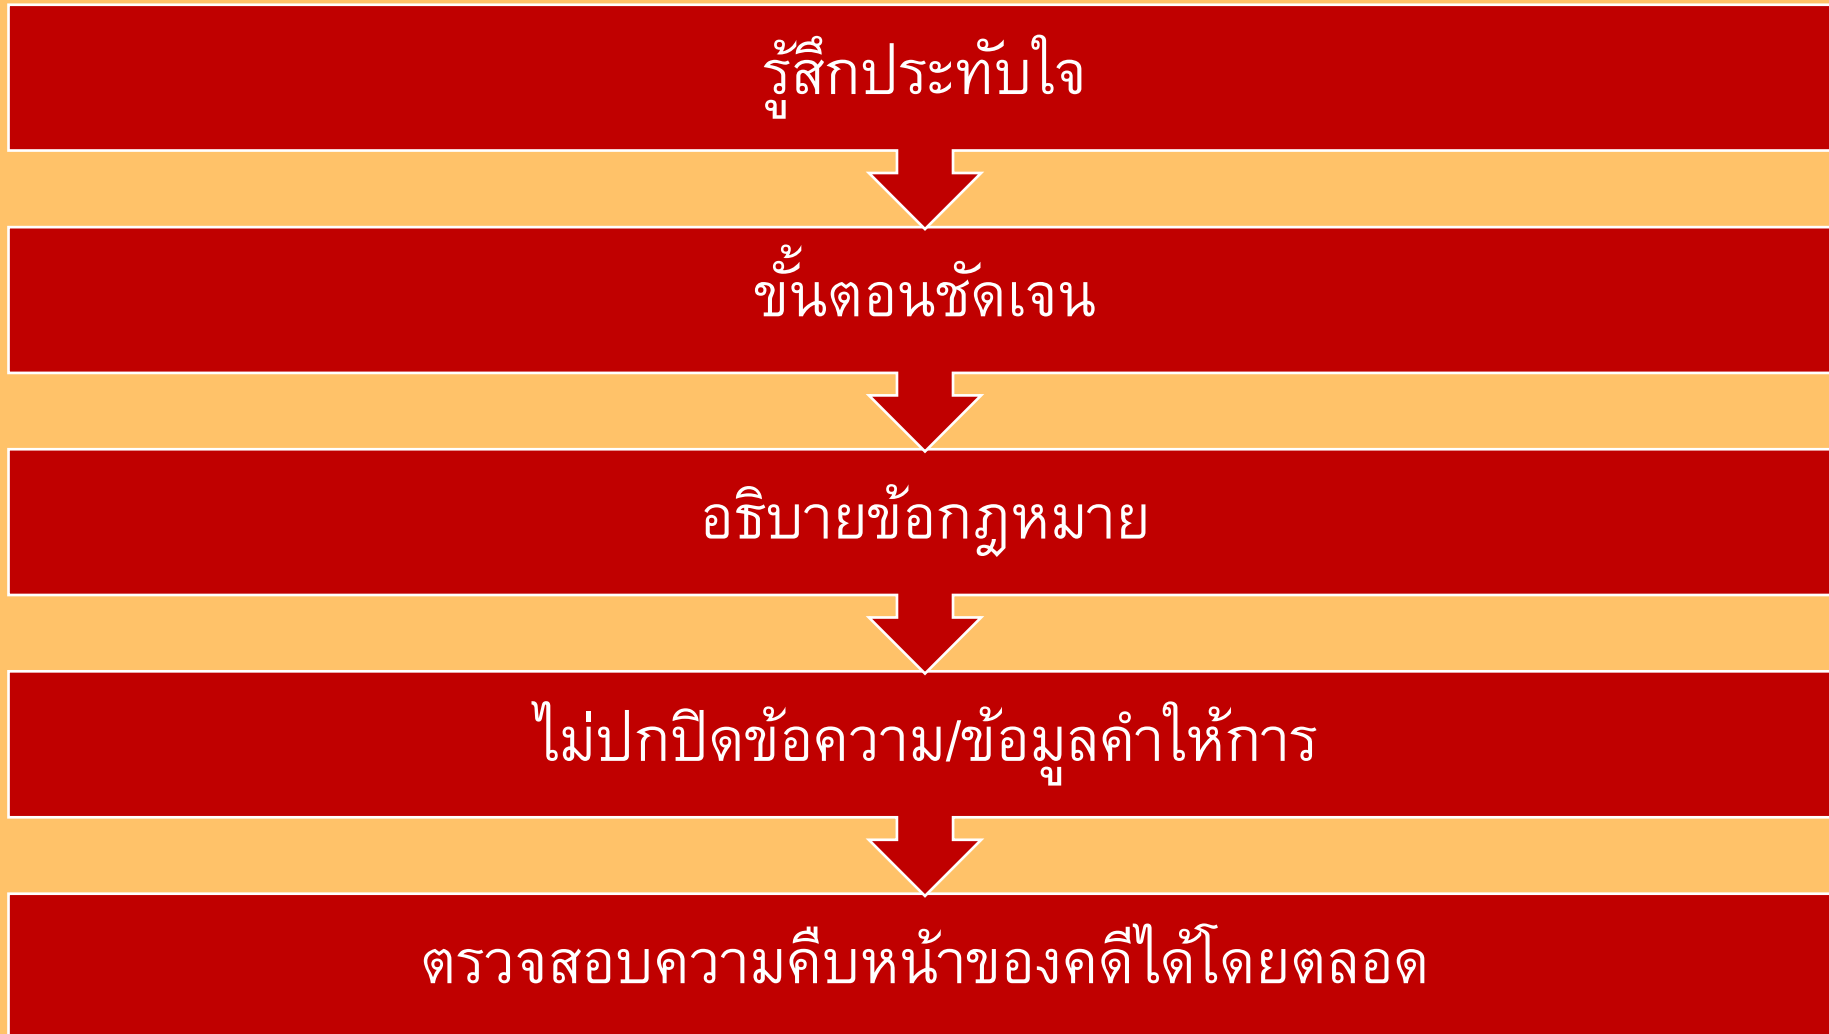 รู้สึกประทับใจ
ขั้นตอนชัดเจน
อธิบายข้อกฎหมาย
ไม่ปกปิดข้อความ/ข้อมูลคำให้การ
ตรวจสอบความคืบหน้าของคดีได้โดยตลอด